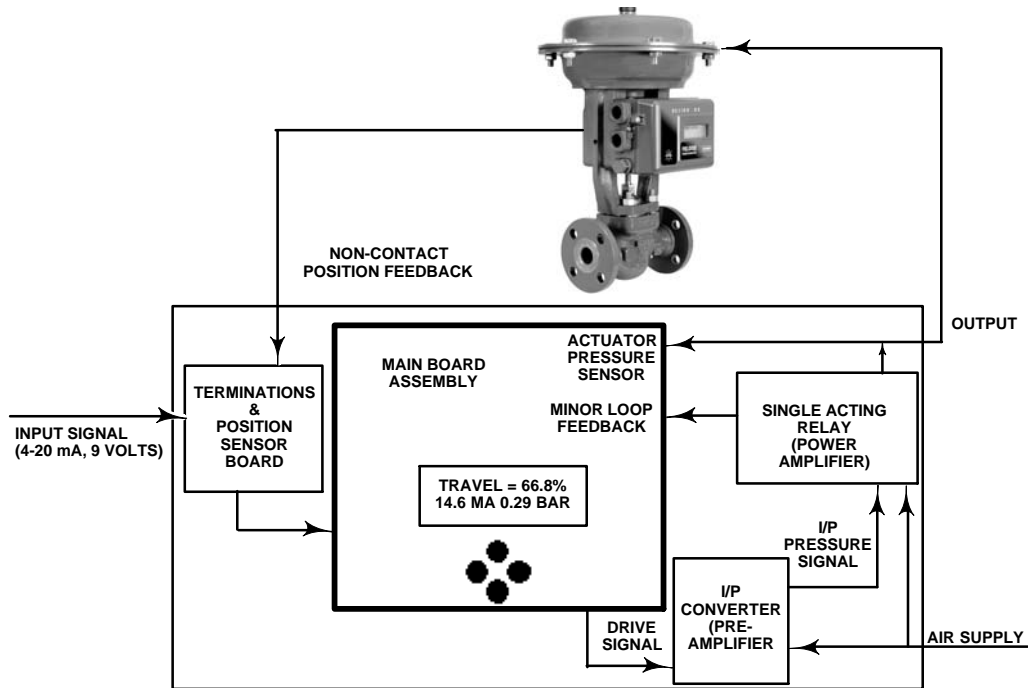 NON-CONTACT
POSITION FEEDBACK
OUTPUT
ACTUATOR
PRESSURE
SENSOR
MAIN BOARD
ASSEMBLY
TERMINATIONS
&
POSITION
SENSOR
BOARD
MINOR LOOP
FEEDBACK
SINGLE ACTING
RELAY
(POWER
AMPLIFIER)
INPUT SIGNAL
(4-20 mA, 9 VOLTS)
TRAVEL = 66.8%
14.6 MA 0.29 BAR
I/P
PRESSURE
SIGNAL
I/P
CONVERTER
(PRE-
AMPLIFIER
DRIVE
SIGNAL
AIR SUPPLY